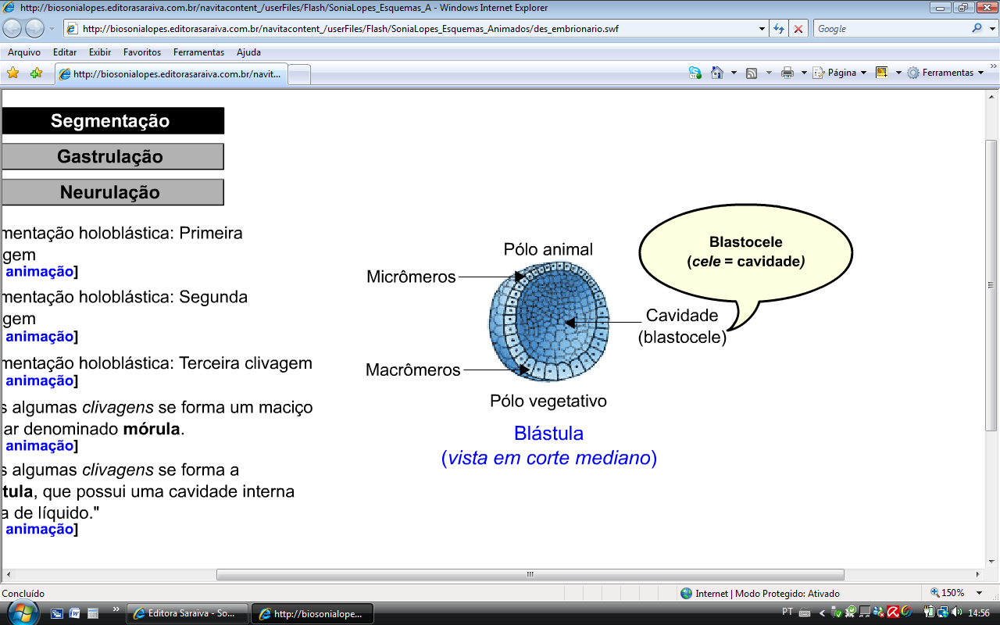 http://biosonialopes.editorasaraiva.com.br/navitacontent_/userFiles/Flash/SoniaLopes_Esquemas_A - Windows Internet Explorer
http://biosonialopes.editorasaraiva.com.br/navitacontent_/userFiles/Flash/SoniaLopes_Esquemas_Animados/des_embrionario.swf
Google
Arquivo Editar Exibir Favoritos Ferramentas Ajuda
http://biosonialopes.editorasaraiva.com.br/navit...
Página
Ferramentas
Segmentação
Gastrulação
Neurulação
mentação holoblástica: Primeira
gem
animação]
mentação holoblástica: Segunda
gem
animação]
mentação holoblástica: Terceira clivagem
animação]
s algumas clivagens se forma um maciço
ar denominado mórula.
animação]
s algumas clivagens se forma a
tula, que possui uma cavidade interna
a de líquido."
animação]
Pólo animal
Micrômeros
Macrômeros
Pólo vegetativo
Blástula
(vista em corte mediano)
Blastocele
(cele = cavidade)
Cavidade
(blastocele)
Concluído
Internet | Modo Protegido: Ativado
150%
Editora Saraiva - So...
http://biosonialope...
PT
14:56